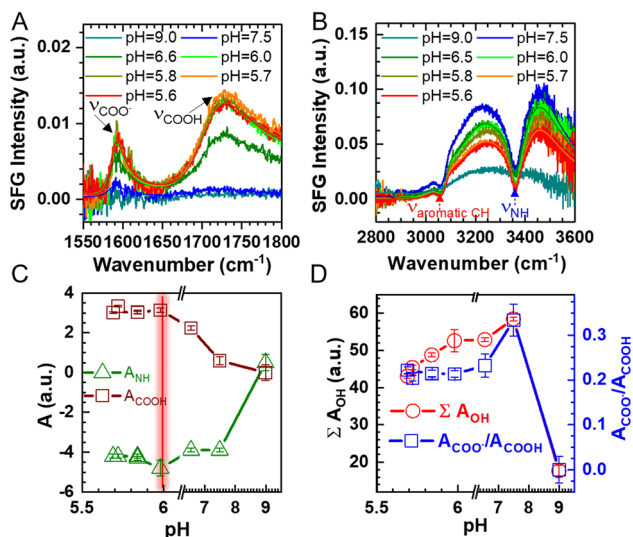 A
0.02
0.01
0.00
SFG Intensity (a.u.)
pH=9.0 pH=7.5
pH=6.6 pH=6.0
pH=5.8 pH=5.7
pH=5.6
νCOO-
νCOOH
1550 1600 1650 1700 1750 1800
Wavenumber (cm-1)
B
0.15
0.10
0.05
0.00
SFG Intensity (a.u.)
pH=9.0 pH=7.5
pH=6.5 pH=6.0
pH=5.8 pH=5.7
pH=5.6
νaromatic CH
νNH
2800 3000 3200 3400 3600
Wavenumber (cm-1)
C
4
2
0
-2
-4
-6
A (a.u.)
ANH
ACOOH
5.5 6 7 8 9
pH
D
60
50
40
30
20
Σ AOH (a.u.)
Σ AOH
ACOO-/ACOOH
0.3
0.2
0.1
0.0
ACOO-/ACOOH
5.5 6 7 8 9
pH